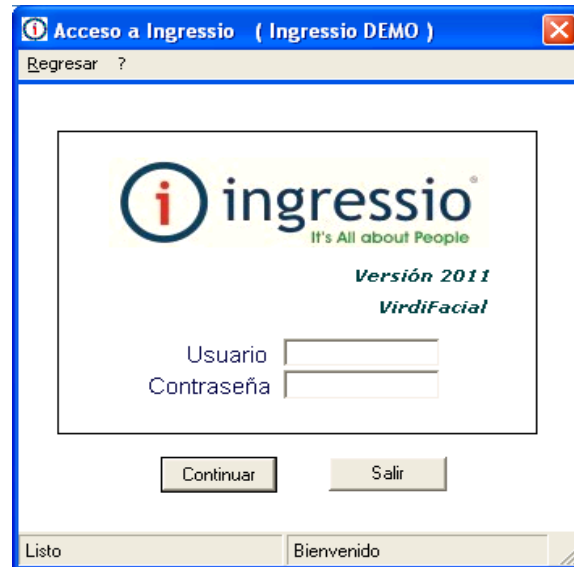 Acceso a Ingressio ( Ingressio DEMO )
Regresar ?
i ingressio®
It's All about People
Versión 2011
VirdiFacial
Usuario
Contraseña
Continuar Salir
Listo Bienvenido